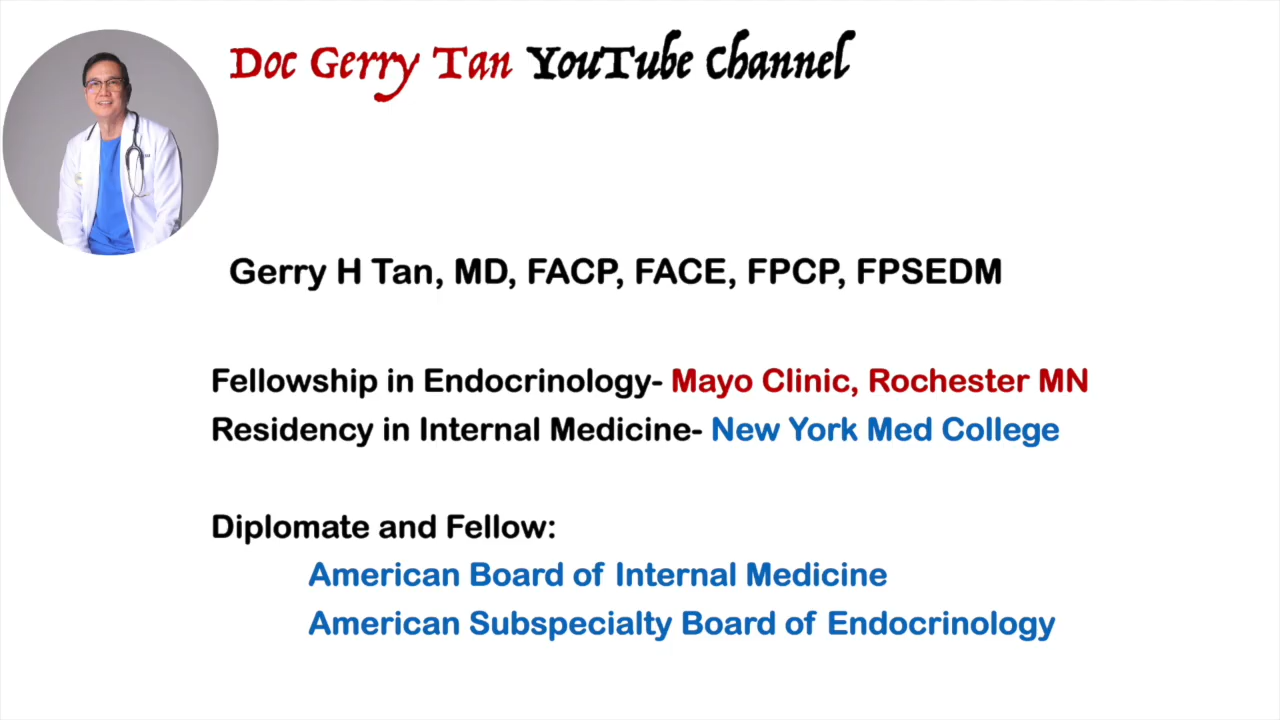 Doc Gerry Tan YouTube Channel
Gerry H Tan, MD, FACP, FACE, FPCP, FPSEDM
Fellowship in Endocrinology- Mayo Clinic, Rochester MN
Residency in Internal Medicine- New York Med College
Diplomate and Fellow:
American Board of Internal Medicine
American Subspecialty Board of Endocrinology